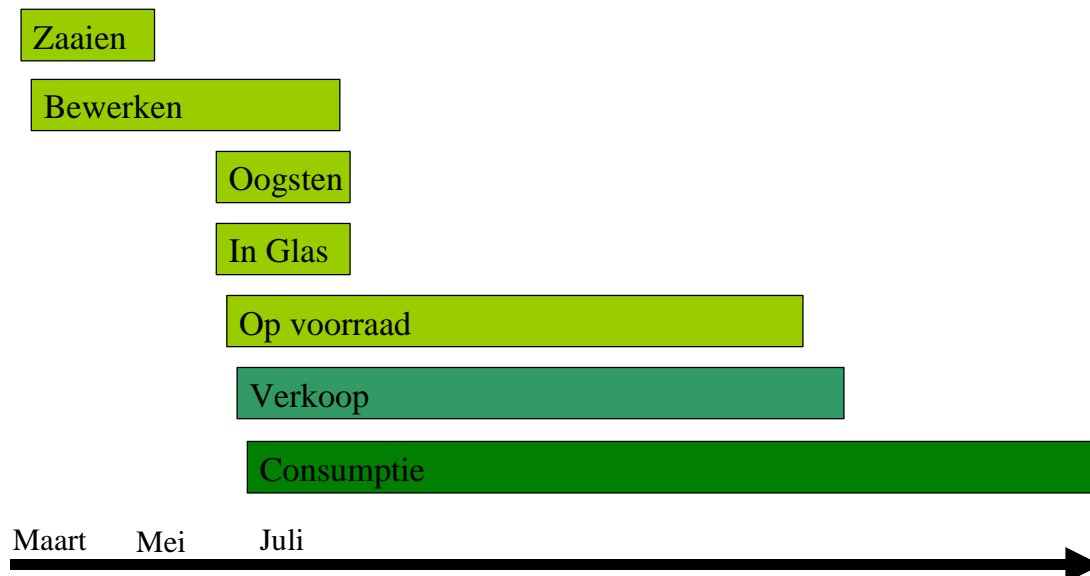 Zaaien
Bewerken
Oogsten
In Glas
Op voorraad
Verkoop
Consumptie
Maart Mei Juli